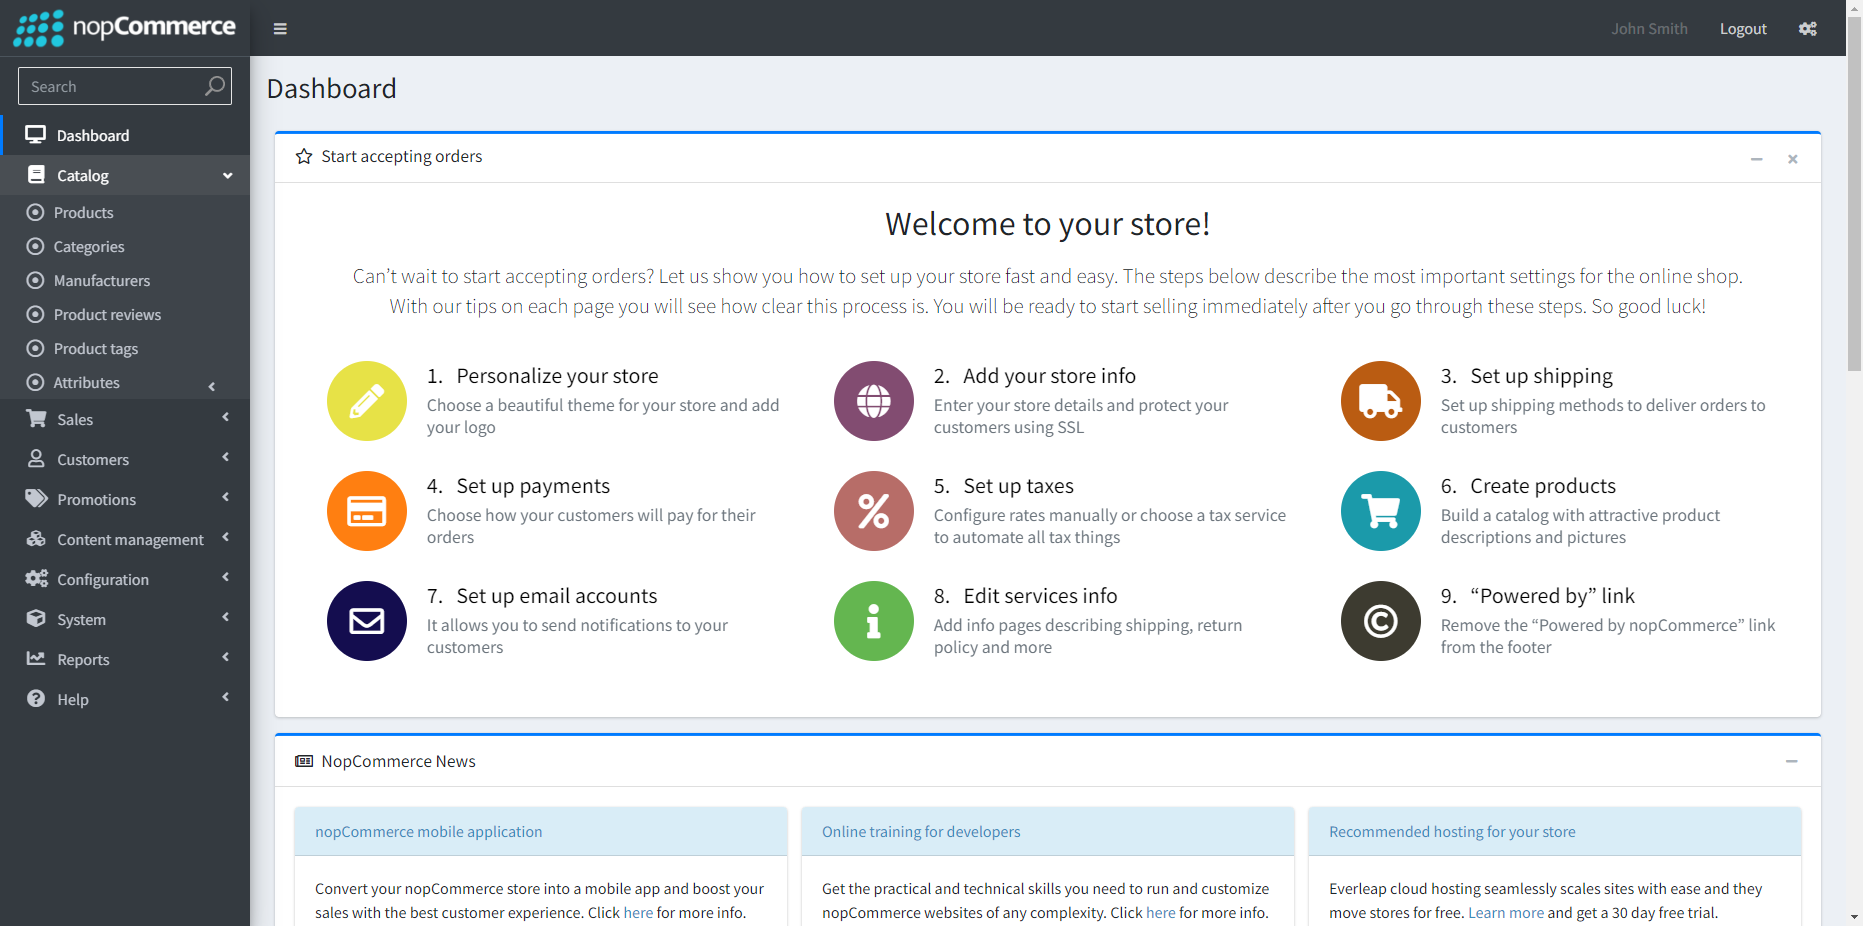 nopCommerce
John Smith
Logout
Search
Dashboard
Catalog
Products
Categories
Manufacturers
Product reviews
Product tags
Attributes
Sales
Customers
Promotions
Content management
Configuration
System
Reports
Help
Dashboard
Start accepting orders
Welcome to your store!
Can’t wait to start accepting orders? Let us show you how to set up your store fast and easy. The steps below describe the most important settings for the online shop.
With our tips on each page you will see how clear this process is. You will be ready to start selling immediately after you go through these steps. So good luck!
1. Personalize your store
Choose a beautiful theme for your store and add
your logo
2. Add your store info
Enter your store details and protect your
customers using SSL
3. Set up shipping
Set up shipping methods to deliver orders to
customers
4. Set up payments
Choose how your customers will pay for their
orders
5. Set up taxes
Configure rates manually or choose a tax service
to automate all tax things
6. Create products
Build a catalog with attractive product
descriptions and pictures
7. Set up email accounts
It allows you to send notifications to your
customers
8. Edit services info
Add info pages describing shipping, return
policy and more
9. “Powered by” link
Remove the “Powered by nopCommerce” link
from the footer
NopCommerce News
nopCommerce mobile application
Convert your nopCommerce store into a mobile app and boost your
sales with the best customer experience. Click here for more info.
Online training for developers
Get the practical and technical skills you need to run and customize
nopCommerce websites of any complexity. Click here for more info.
Recommended hosting for your store
Everleap cloud hosting seamlessly scales sites with ease and they
move stores for free. Learn more and get a 30 day free trial.